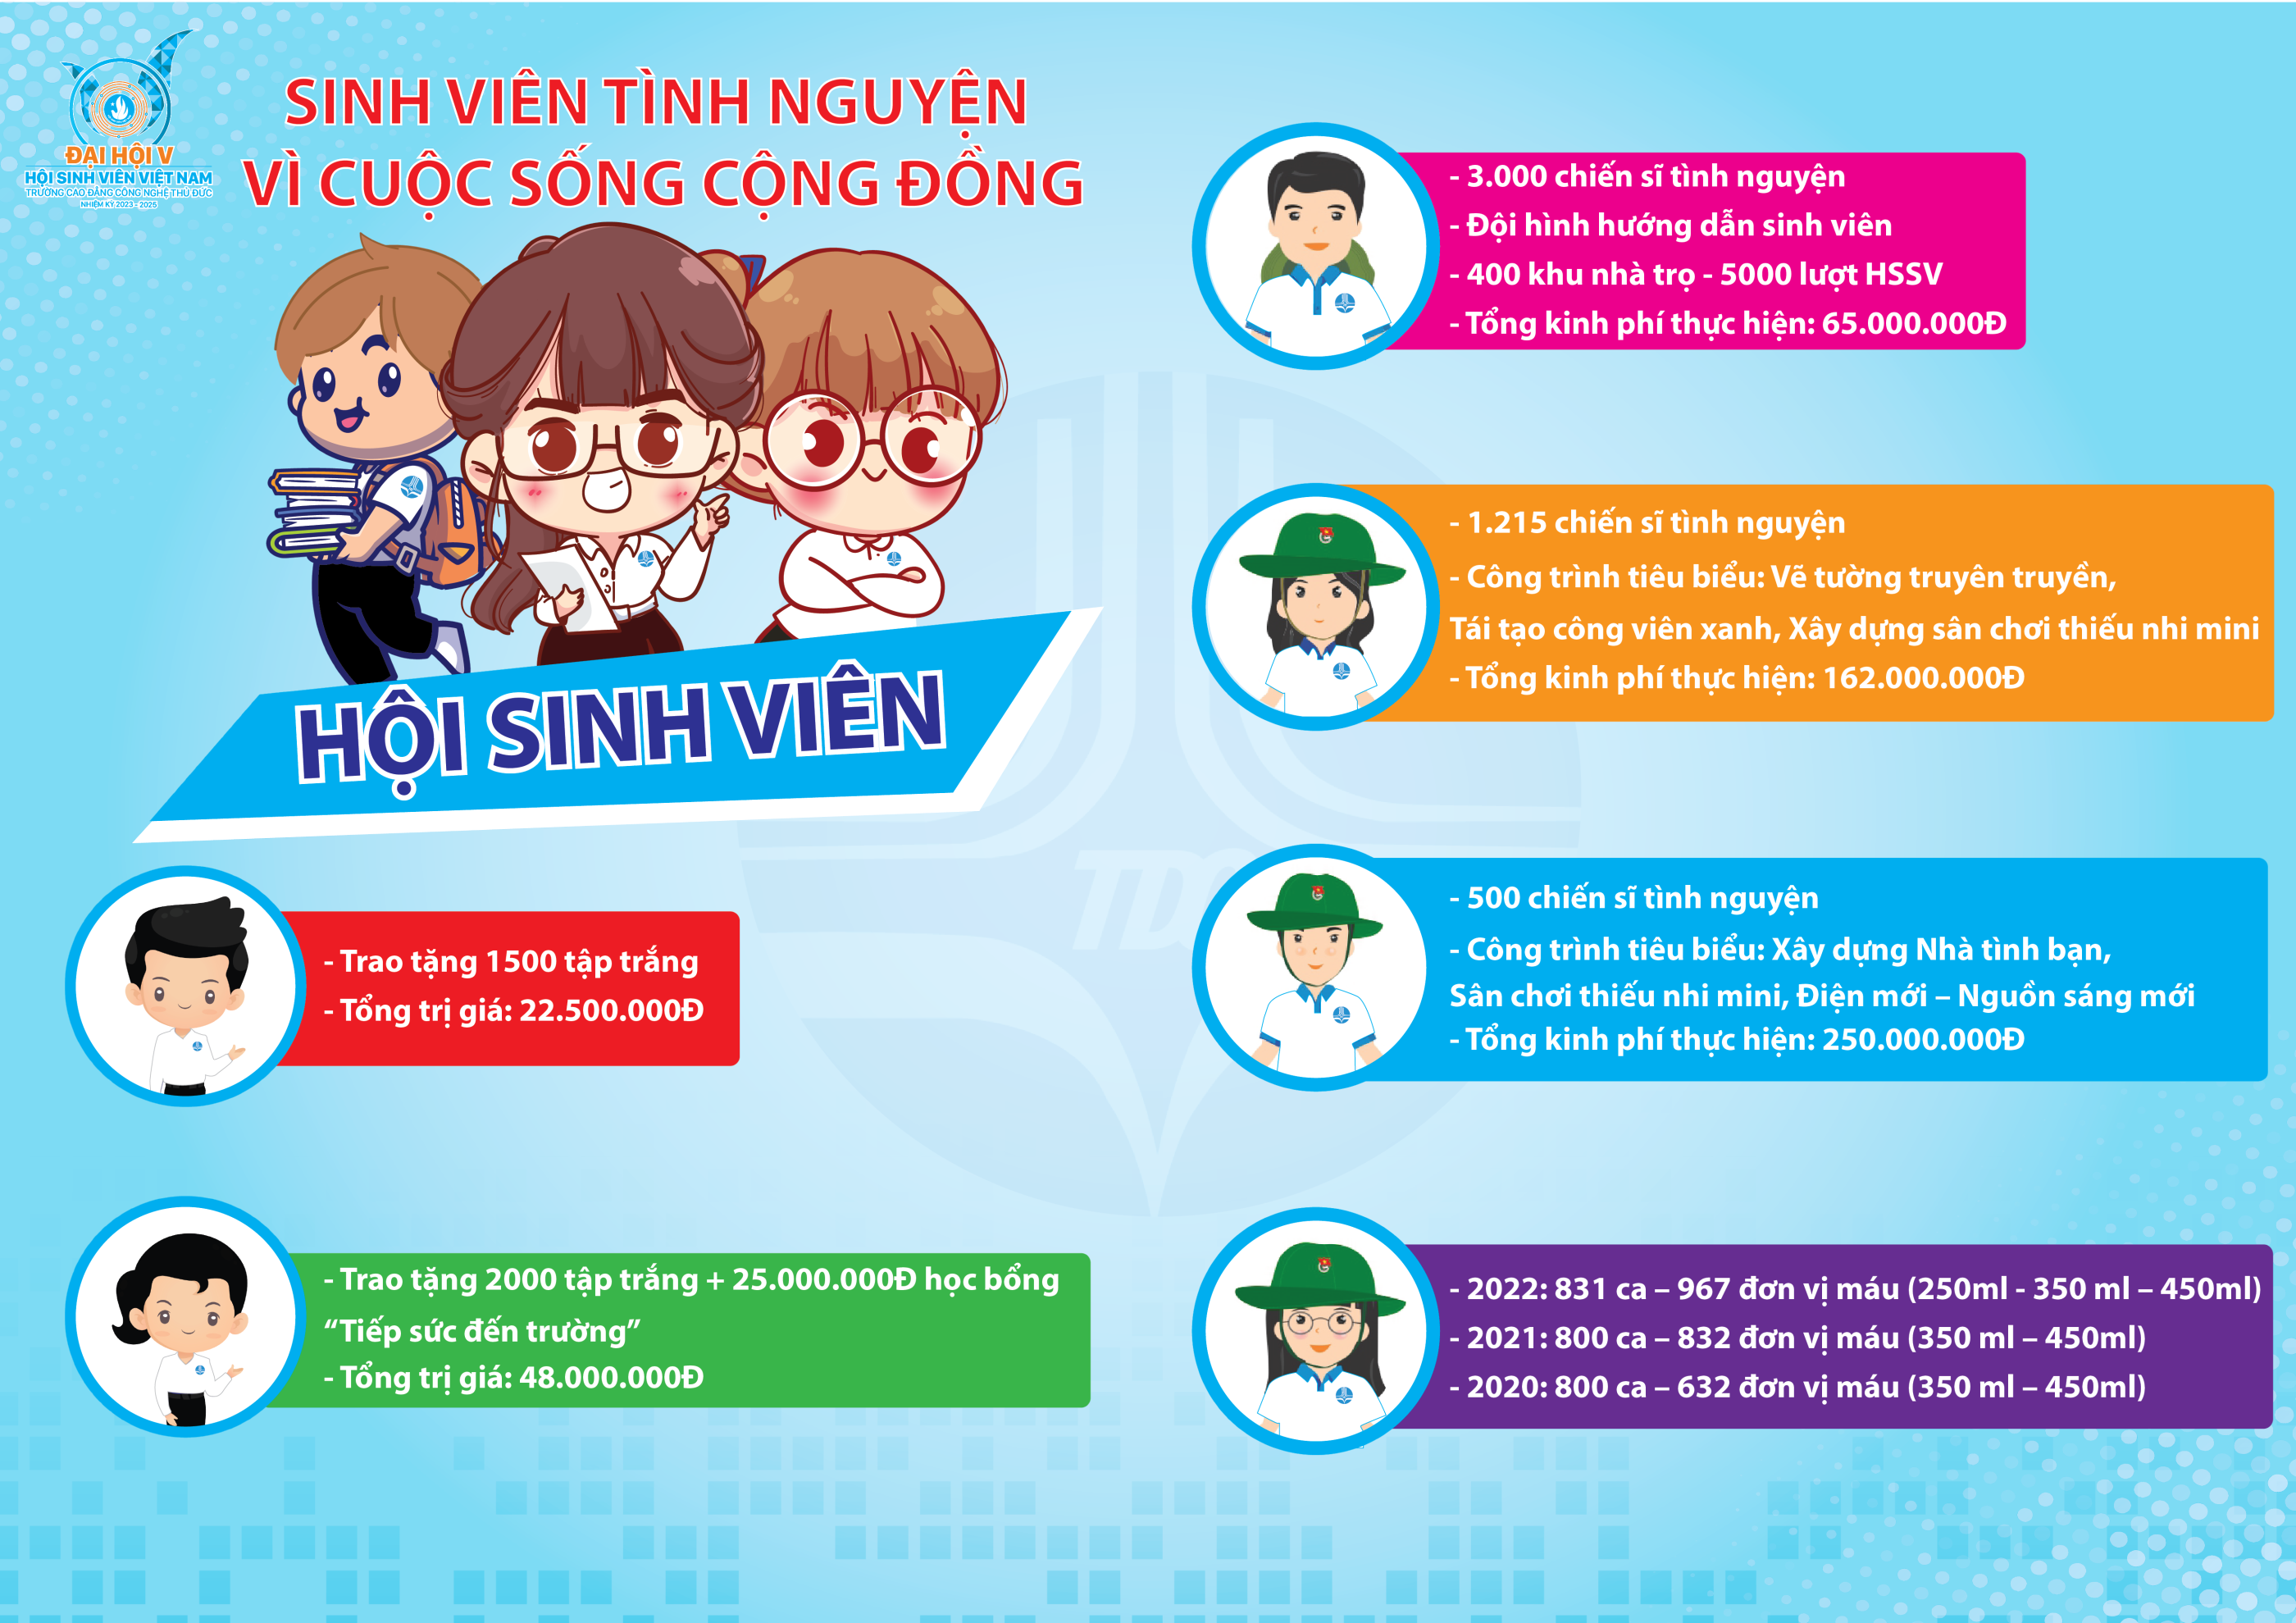 ĐẠI HỘI V
HỘI SINH VIÊN VIỆT NAM
TRƯỜNG CAO ĐẲNG CÔNG NGHỆ THỦ ĐỨC
NHIỆM KỲ 2023 - 2025
SINH VIÊN TÌNH NGUYỆN
VÌ CUỘC SỐNG CỘNG ĐỒNG
HỘI SINH VIÊN
- Trao tặng 1500 tập trắng
- Tổng trị giá: 22.500.000Đ
- Trao tặng 2000 tập trắng + 25.000.000Đ học bổng
“Tiếp sức đến trường”
- Tổng trị giá: 48.000.000Đ
- 3.000 chiến sĩ tình nguyện
- Đội hình hướng dẫn sinh viên
- 400 khu nhà trọ - 5000 lượt HSSV
- Tổng kinh phí thực hiện: 65.000.000Đ
- 1.215 chiến sĩ tình nguyện
- Công trình tiêu biểu: Vẽ tường truyên truyền,
Tái tạo công viên xanh, Xây dựng sân chơi thiếu nhi mini
- Tổng kinh phí thực hiện: 162.000.000Đ
- 500 chiến sĩ tình nguyện
- Công trình tiêu biểu: Xây dựng Nhà tình bạn,
Sân chơi thiếu nhi mini, Điện mới – Nguồn sáng mới
- Tổng kinh phí thực hiện: 250.000.000Đ
- 2022: 831 ca – 967 đơn vị máu (250ml - 350 ml – 450ml)
- 2021: 800 ca – 832 đơn vị máu (350 ml – 450ml)
- 2020: 800 ca – 632 đơn vị máu (350 ml – 450ml)